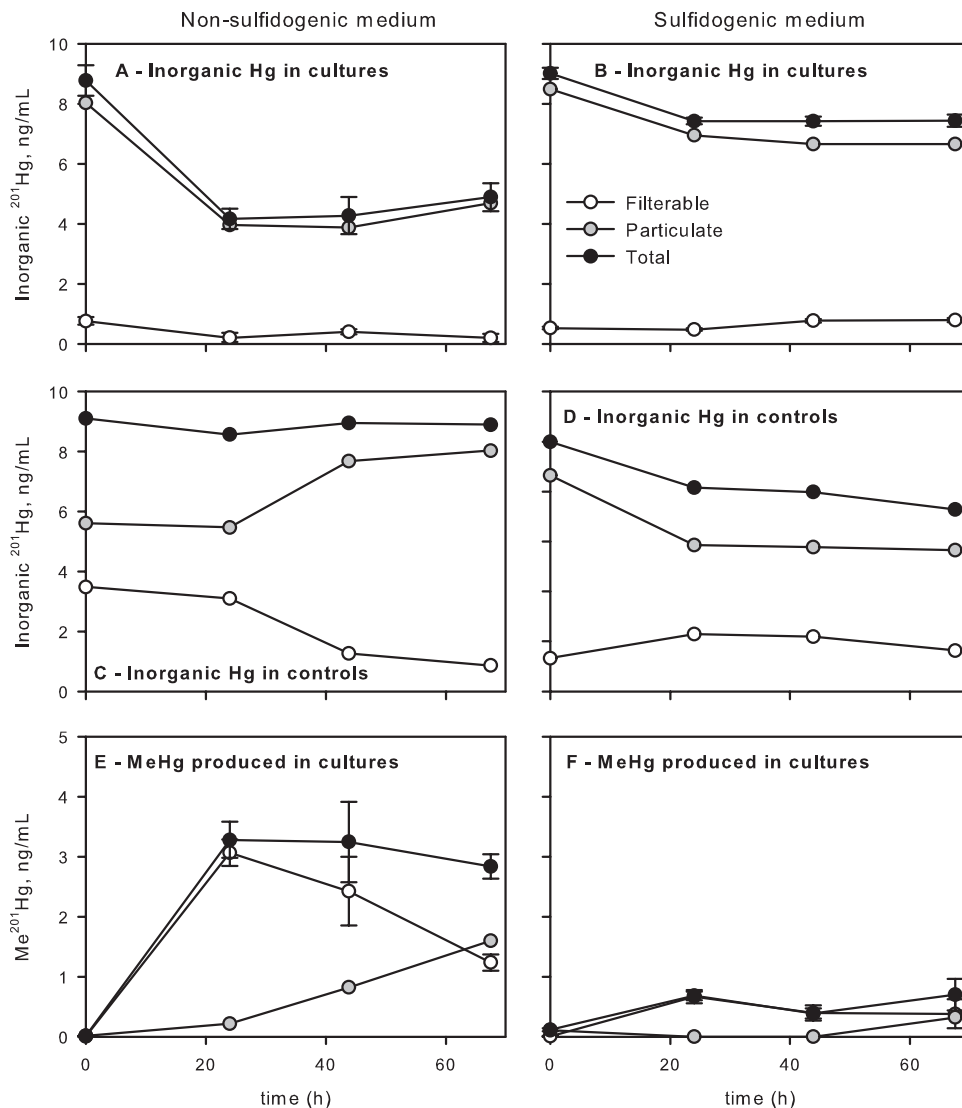 Non-sulfidogenic medium
Sulfidogenic medium
10
8
6
4
2
0
Inorganic ²⁰¹Hg, ng/mL
A - Inorganic Hg in cultures
B - Inorganic Hg in cultures
Filterable
Particulate
Total
10
8
6
4
2
0
Inorganic ²⁰¹Hg, ng/mL
C - Inorganic Hg in controls
D - Inorganic Hg in controls
5
4
3
2
1
0
Me²⁰¹Hg, ng/mL
E - MeHg produced in cultures
F - MeHg produced in cultures
0 20 40 60
0 20 40 60
time (h)
time (h)